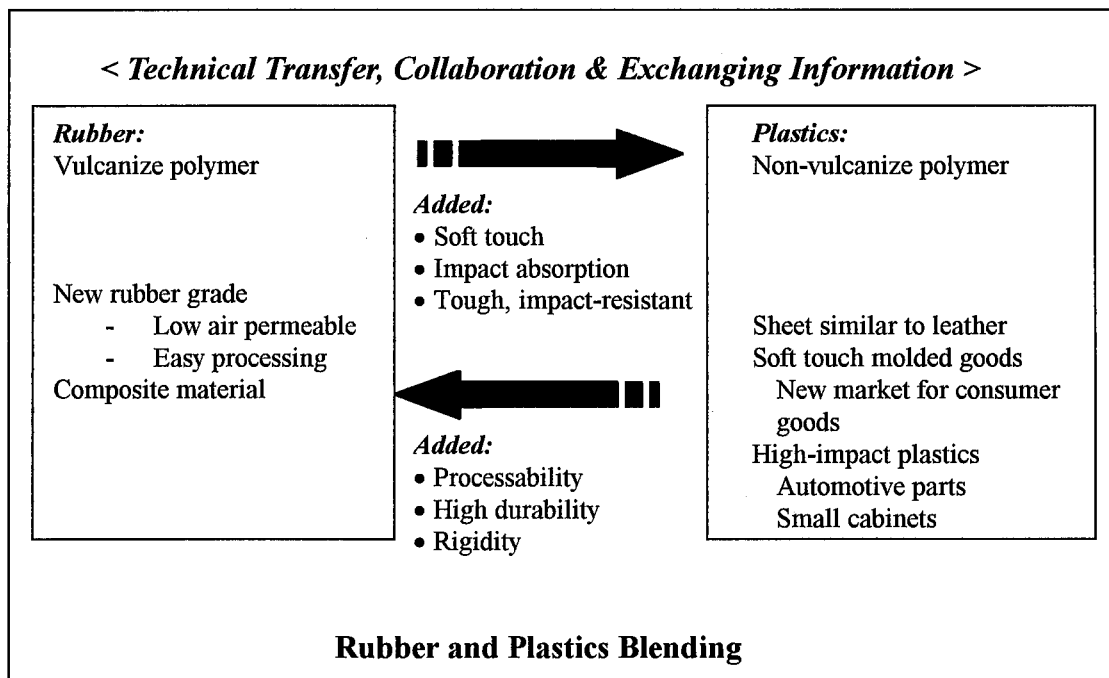 < Technical Transfer, Collaboration & Exchanging Information >
Rubber:
Vulcanize polymer
New rubber grade
- Low air permeable
- Easy processing
Composite material
Added:
• Soft touch
• Impact absorption
• Tough, impact-resistant
Added:
• Processability
• High durability
• Rigidity
Plastics:
Non-vulcanize polymer
Sheet similar to leather
Soft touch molded goods
New market for consumer
goods
High-impact plastics
Automotive parts
Small cabinets
Rubber and Plastics Blending